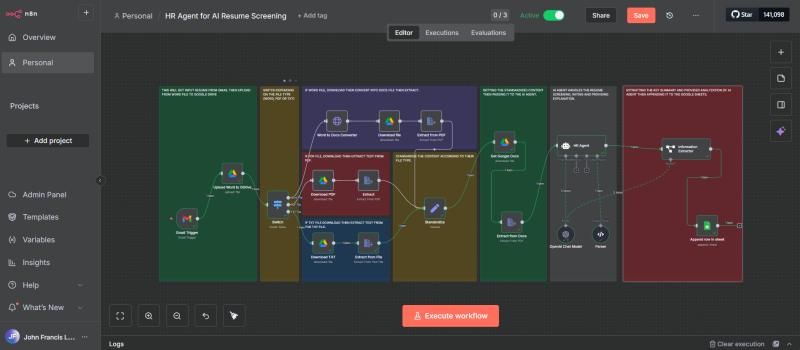 n8n
Personal / HR Agent for AI Resume Screening + Add tag
0 / 3
Active
Share
Save
Star 141,098
Editor Executions Evaluations
Overview
Personal
Projects
+ Add project
Admin Panel
Templates
Variables
Insights
Help
What's New
JF John Francis L...
THIS WILL GET INPUT RESUME FROM GMAIL THEN UPLOAD
FROM WORD FILE TO GOOGLE DRIVE
SWITCH DEPENDING
ON THE FILE TYPE
(WORD, PDF OR TXT)
IF WORD FILE, DOWNLOAD THEN CONVERT INTO DOCS FILE THEN EXTRACT.
GETTING THE STANDARDIZED CONTENT
THEN PASSING IT TO THE AI AGENT.
AI AGENT HANDLES THE RESUME
SCREENING, RATING AND PROVIDING
EXPLANATION.
EXTRACTING THE KEY SUMMARY AND PROVIDED ANALYZATION OF AI
AGENT THEN APPENDING IT TO THE GOOGLE SHEETS.
Word to Docs Converter
Download file
Extract from PDF
IF PDF FILE, DOWNLOAD THEN EXTRACT TEXT FROM
PDF.
STANDARDIZE THE CONTENT ACCORDING TO THEIR
FILE TYPE.
Get Google Docs
HR Agent
Information
Extractor
Upload Word to GDrive
Download PDF
Extract
Gmail Trigger
Switch
Standardize
IF TXT FILE, DOWNLOAD THEN EXTRACT TEXT FROM
THE TXT FILE.
Extract from Docs
OpenAI Chat Model
Parser
Append row in sheet
Download TXT
Extract from File
Execute workflow
Logs
Clear execution